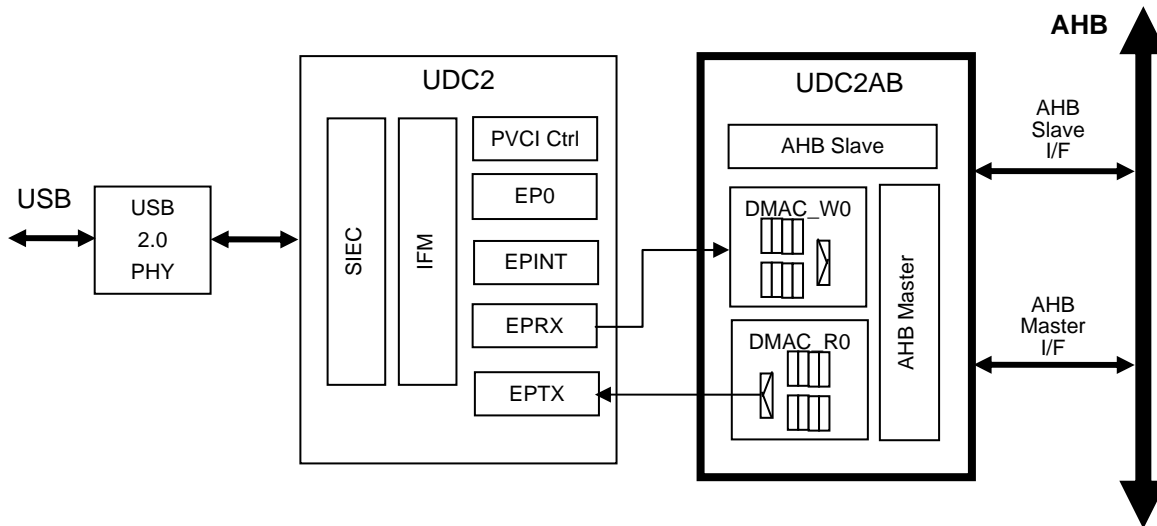 USB
USB
2.0
PHY
UDC2
SIEC
IFM
PVCI Ctrl
EP0
EPINT
EPRX
EPTX
UDC2AB
AHB Slave
DMAC_W0
DMAC_R0
AHB Master
AHB
AHB
Slave
I/F
AHB
Master
I/F